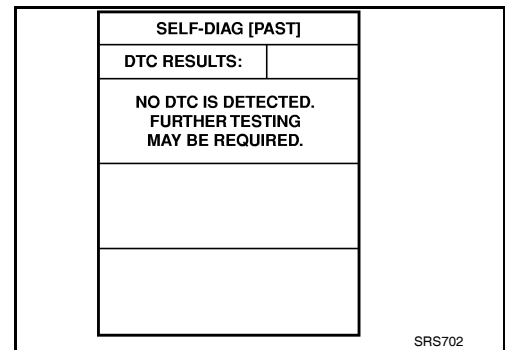 SELF-DIAG [PAST]
DTC RESULTS:
NO DTC IS DETECTED.
FURTHER TESTING
MAY BE REQUIRED.
SRS702